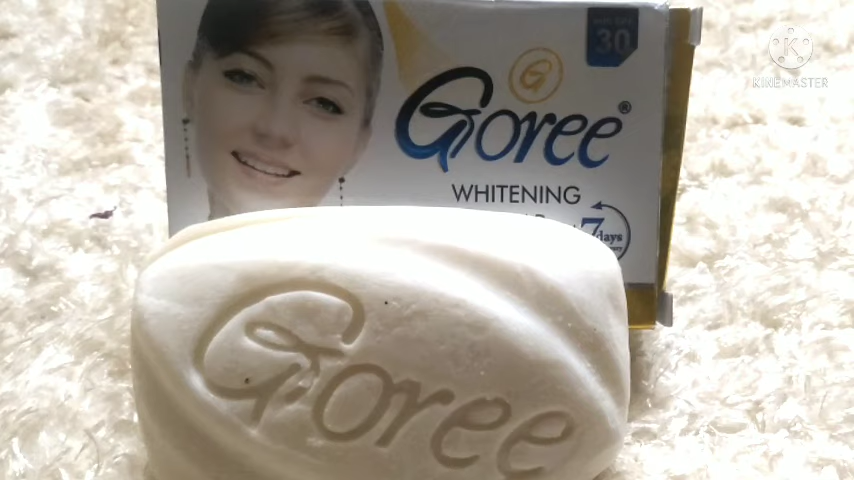 30
K
KINEMASTER
G
Goree®
WHITENING
7 days
Goree